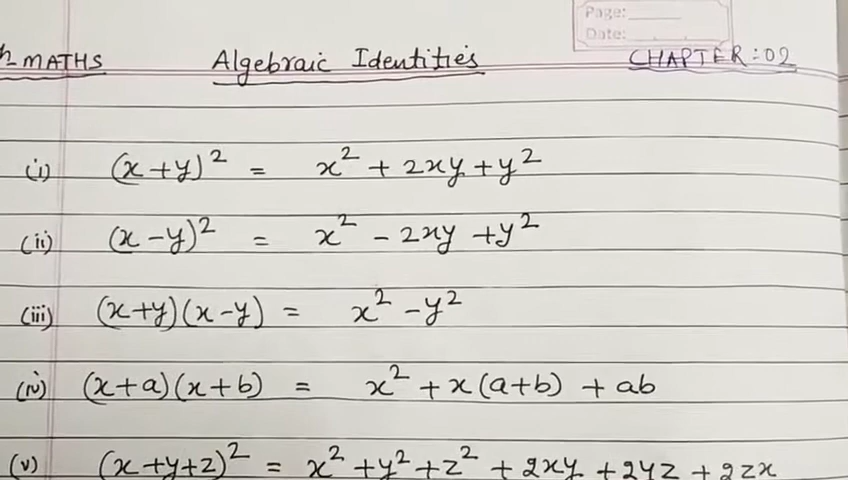 Page:
Date:
MATHS Algebraic Identities CHAPTER:02
(i) (x+y)² = x² + 2xy + y²
(ii) (x-y)² = x² - 2xy + y²
(iii) (x+y)(x-y) = x² - y²
(iv) (x+a)(x+b) = x² + x(a+b) + ab
(v) (x+y+z)² = x² + y² + z² + 2xy + 2yz + 2zx